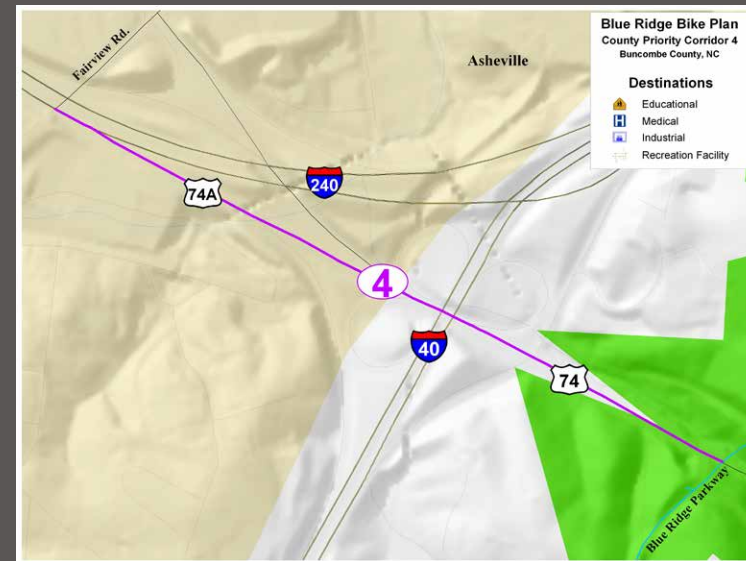 Blue Ridge Bike Plan
County Priority Corridor 4
Buncombe County, NC
Destinations
Educational
H Medical
Industrial
Recreation Facility
Fairview Rd.
Asheville
240
74A
4
40
74
Blue Ridge Parkway